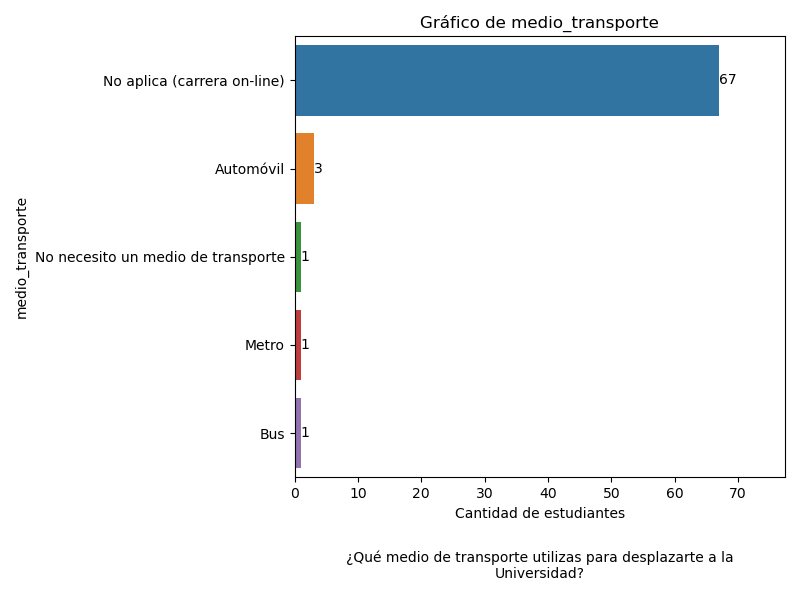 Gráfico de medio_transporte
medio_transporte
No aplica (carrera on-line)
67
Automóvil
3
No necesito un medio de transporte
1
Metro
1
Bus
1
0 10 20 30 40 50 60 70
Cantidad de estudiantes
¿Qué medio de transporte utilizas para desplazarte a la
Universidad?